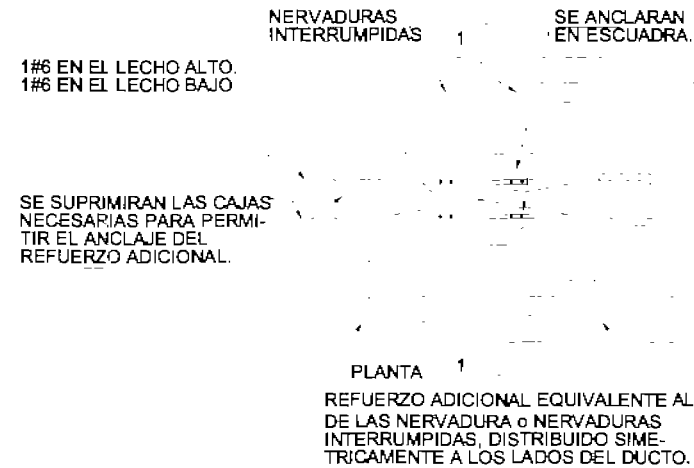 NERVADURAS
INTERRUMPIDAS
1
SE ANCLARAN
EN ESCUADRA.
1#6 EN EL LECHO ALTO.
1#6 EN EL LECHO BAJO
SE SUPRIMIRAN LAS CAJAS
NECESARIAS PARA PERMI-
TIR EL ANCLAJE DEL
REFUERZO ADICIONAL.
PLANTA
1
REFUERZO ADICIONAL EQUIVALENTE AL
DE LAS NERVADURA o NERVADURAS
INTERRUMPIDAS, DISTRIBUIDO SIME-
TRICAMENTE A LOS LADOS DEL DUCTO.